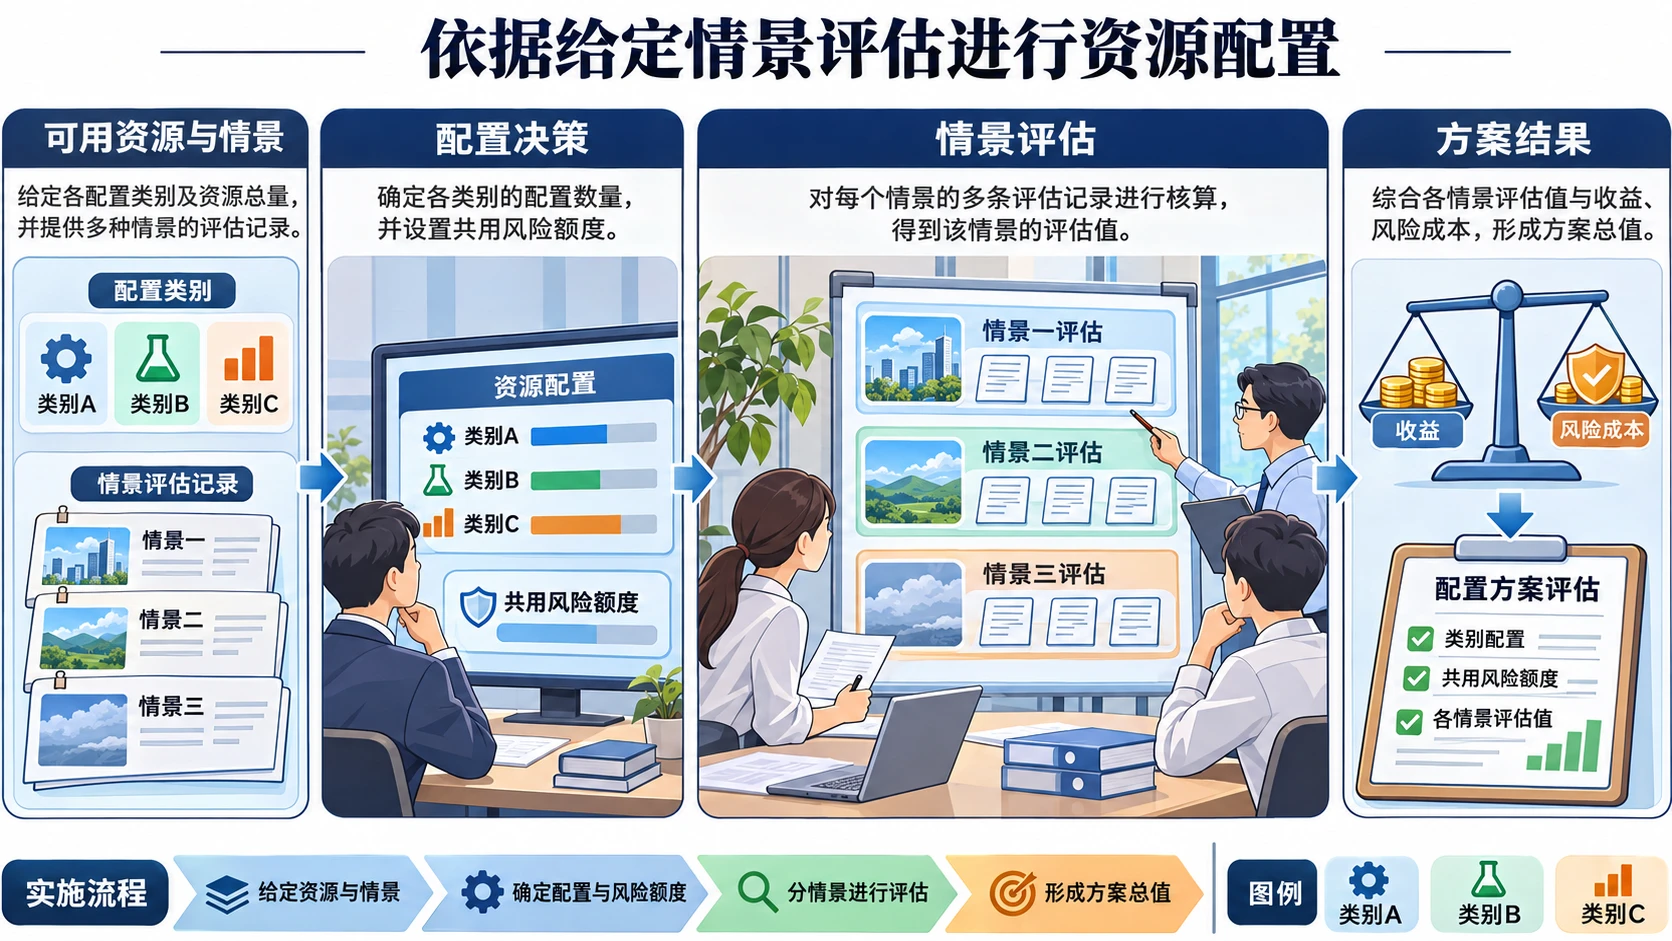 依据给定情景评估进行资源配置
可用资源与情景
给定各配置类别及资源总量，
并提供多种情景的评估记录。
配置类别
类别A
类别B
类别C
情景评估记录
情景一
情景二
情景三
配置决策
确定各类别的配置数量，
并设置共用风险额度。
资源配置
类别A
类别B
类别C
共用风险额度
情景评估
对每个情景的多条评估记录进行核算，
得到该情景的评估值。
情景一评估
情景二评估
情景三评估
方案结果
综合各情景评估值与收益、
风险成本，形成方案总值。
收益
风险成本
配置方案评估
类别配置
共用风险额度
各情景评估值
实施流程
给定资源与情景
确定配置与风险额度
分情景进行评估
形成方案总值
图例
类别A
类别B
类别C